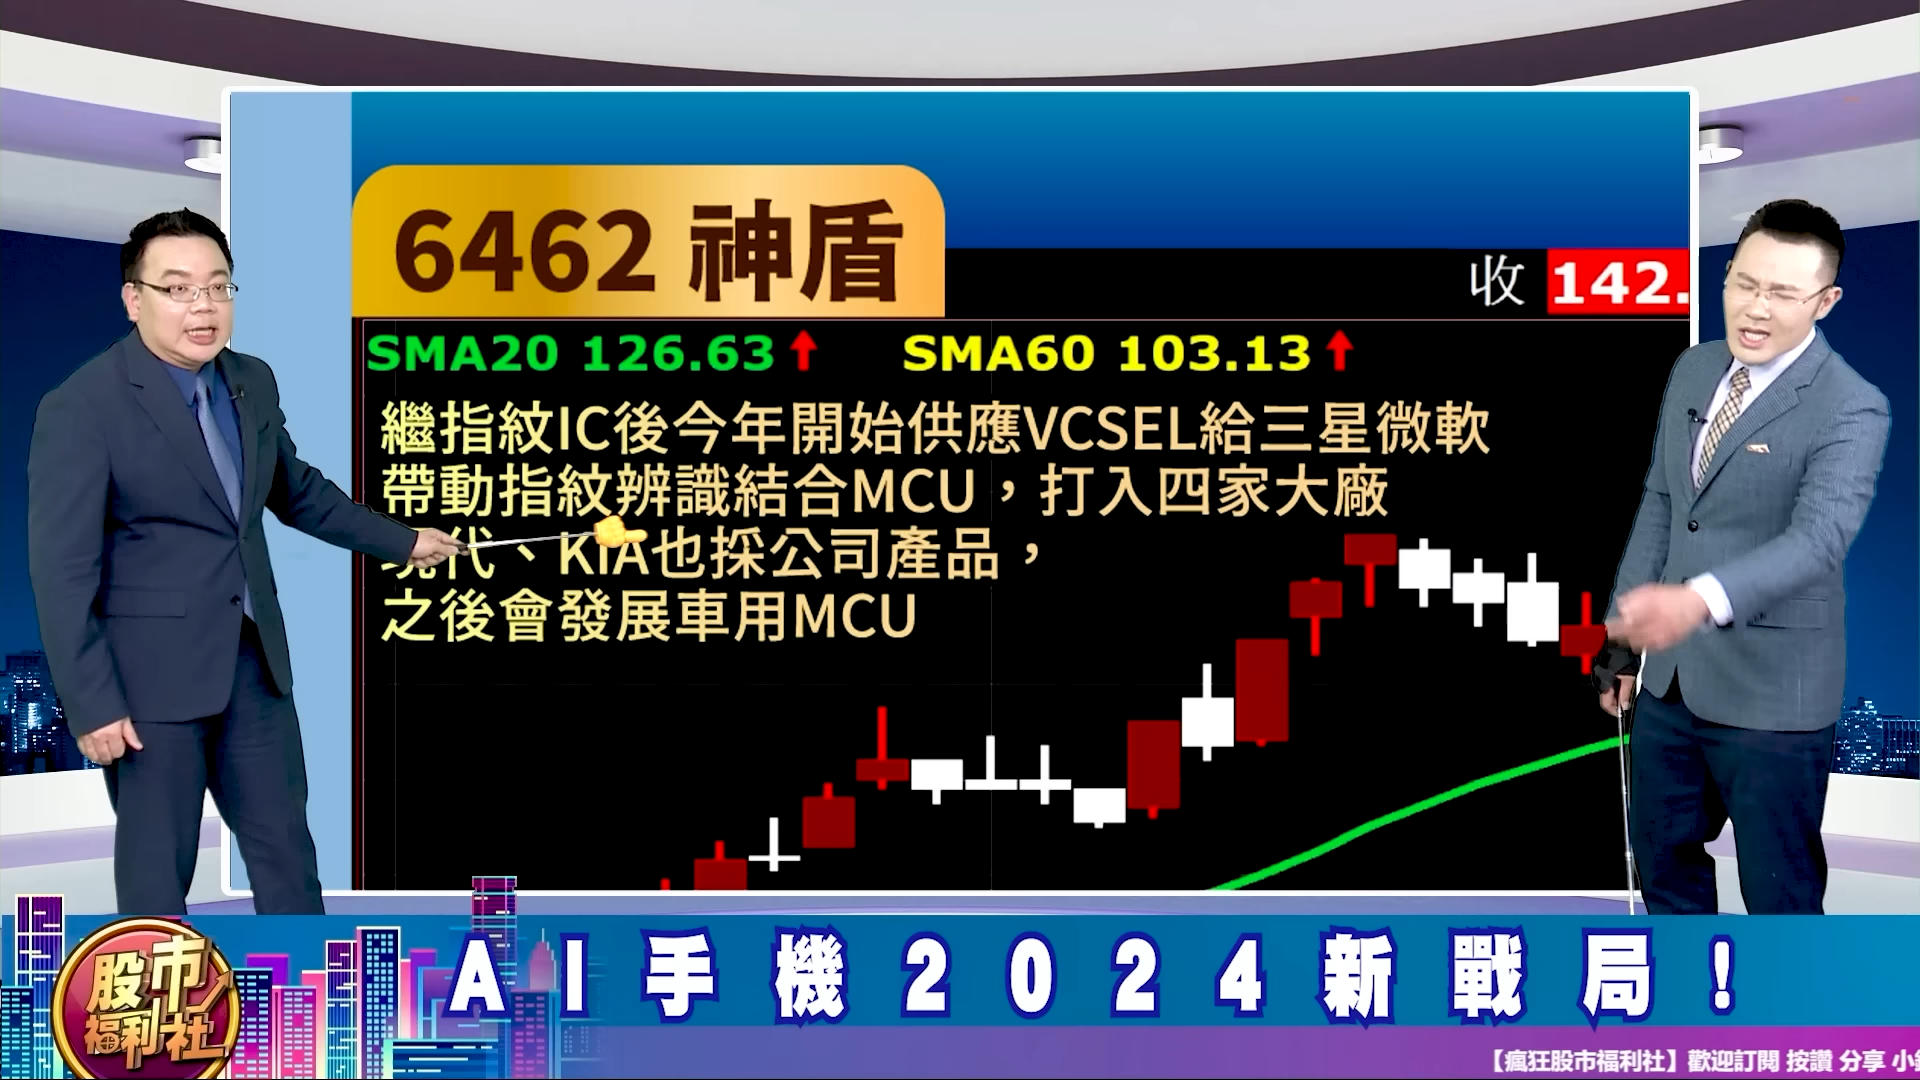 6462 神盾
收 142.
SMA20 126.63↑ SMA60 103.13↑
繼指紋IC後今年開始供應VCSEL給三星微軟
帶動指紋辨識結合MCU，打入四家大廠
現代、KIA也採公司產品，
之後會發展車用MCU
AI手機2024新戰局！
股市
福利社
【瘋狂股市福利社】歡迎訂閱 按讚 分享 小